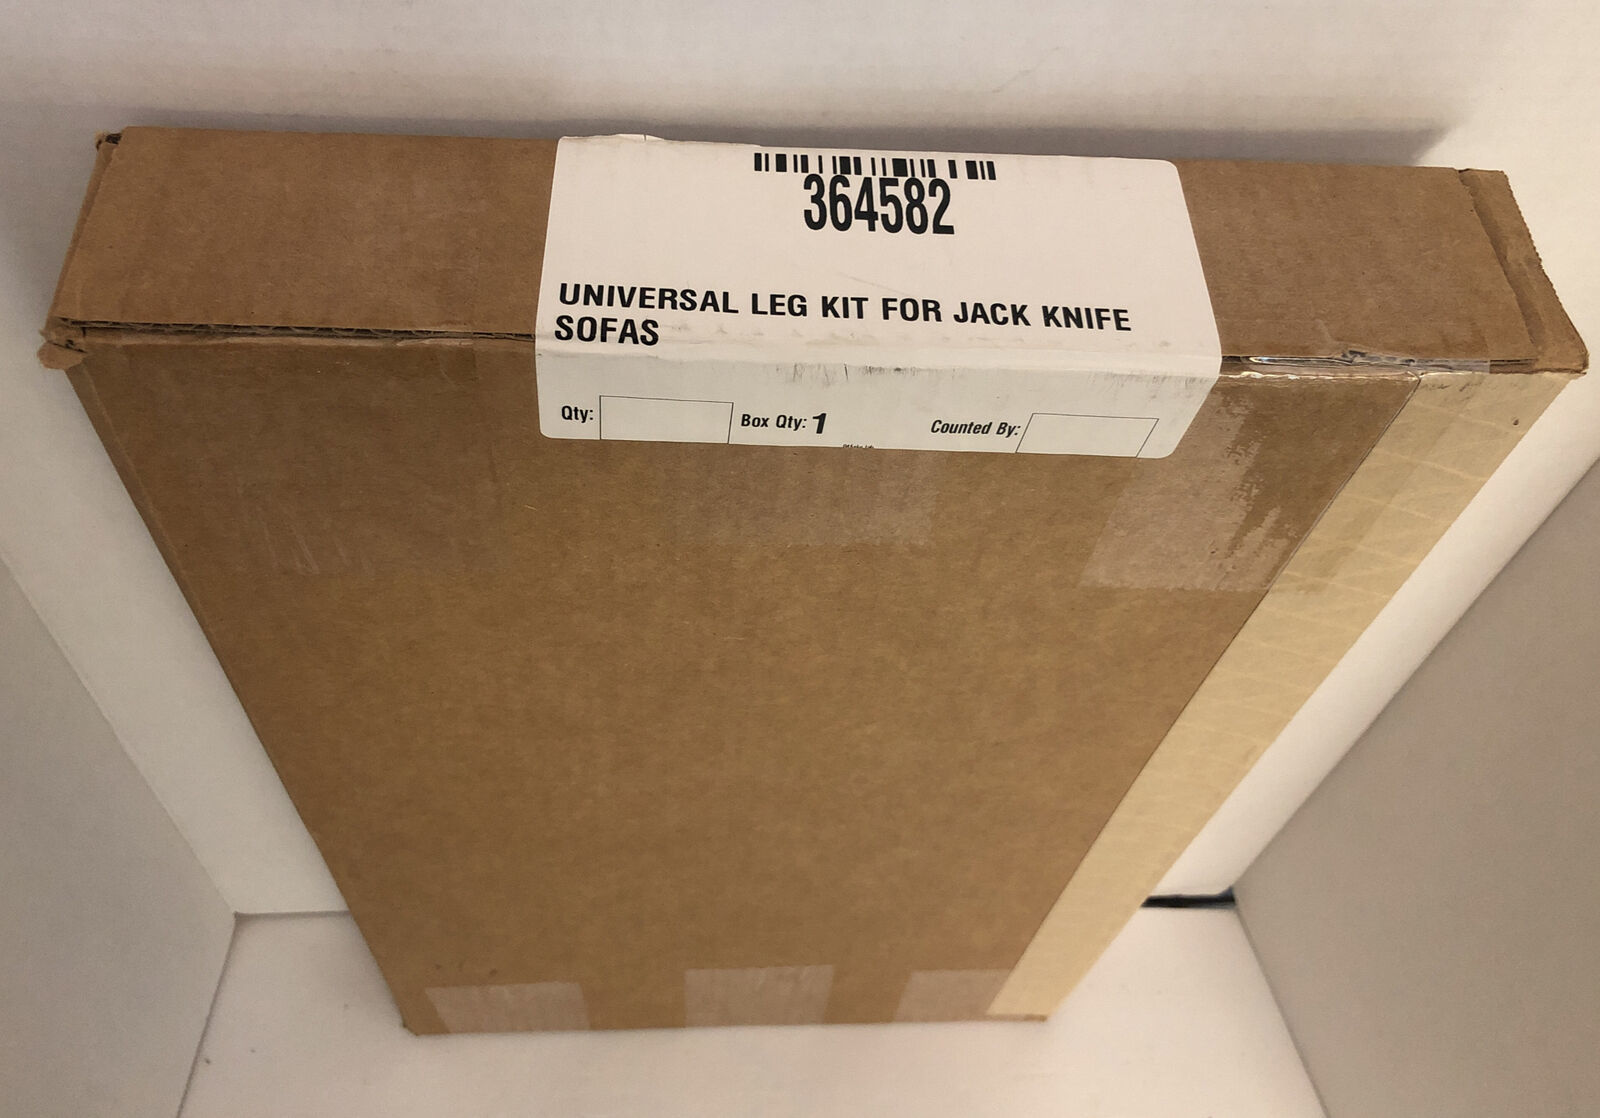 364582
UNIVERSAL LEG KIT FOR JACK KNIFE
SOFAS
Qty: Box Qty: 1 Counted By: